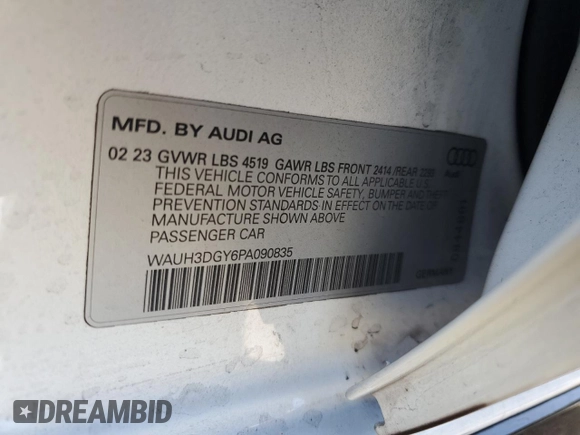 MFD. BY AUDI AG
02 23 GVWR LBS 4519 GAWR LBS FRONT 2414 /REAR
THIS VEHICLE CONFORMS TO ALL APPLICABLE U.S.
FEDERAL MOTOR VEHICLE SAFETY, BUMPER AND THEFT
PREVENTION STANDARDS IN EFFECT ON THE DATE OF
MANUFACTURE SHOWN ABOVE
PASSENGER CAR
WAUH3DGY6PA090835
Audi
DREAMBID